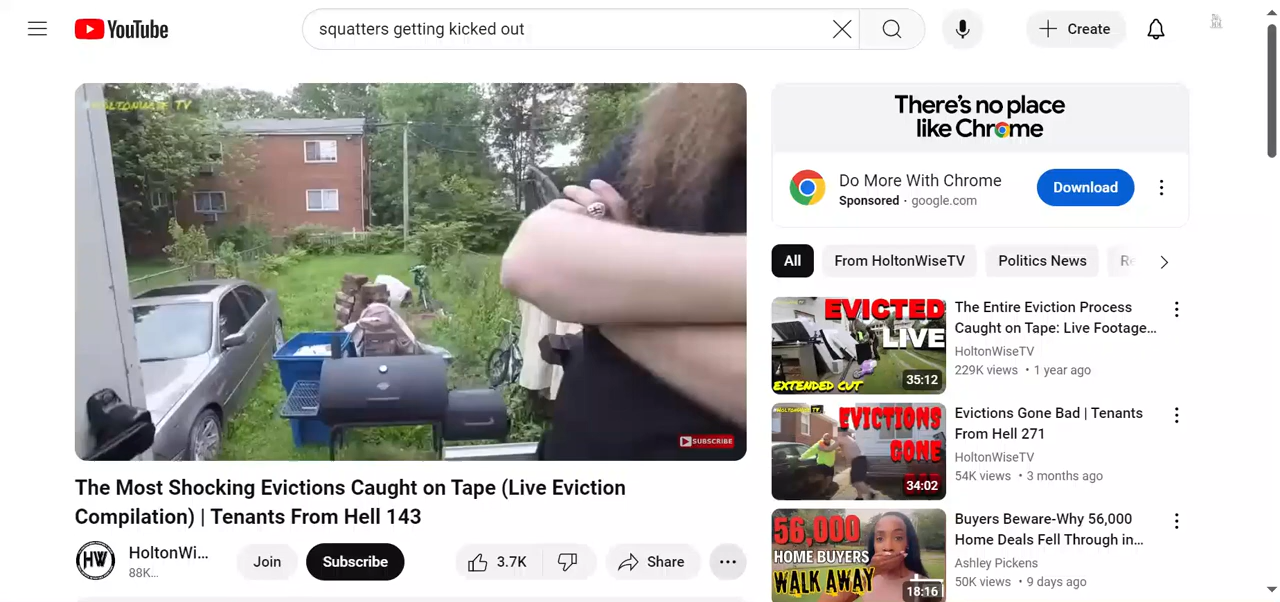 YouTube
squatters getting kicked out
Create
HOLTONWISE TV
SUBSCRIBE
The Most Shocking Evictions Caught on Tape (Live Eviction
Compilation) | Tenants From Hell 143
HW
HoltonWi...
88K...
Join
Subscribe
3.7K
Share
There's no place
like Chrome
Do More With Chrome
Sponsored · google.com
Download
All
From HoltonWiseTV
Politics News
Re
EVICTED
LIVE
EXTENDED CUT
35:12
The Entire Eviction Process
Caught on Tape: Live Footage...
HoltonWiseTV
229K views • 1 year ago
EVICTIONS
GONE
34:02
Evictions Gone Bad | Tenants
From Hell 271
HoltonWiseTV
54K views • 3 months ago
56,000
HOME BUYERS
WALK AWAY
18:16
Buyers Beware-Why 56,000
Home Deals Fell Through in...
Ashley Pickens
50K views • 9 days ago